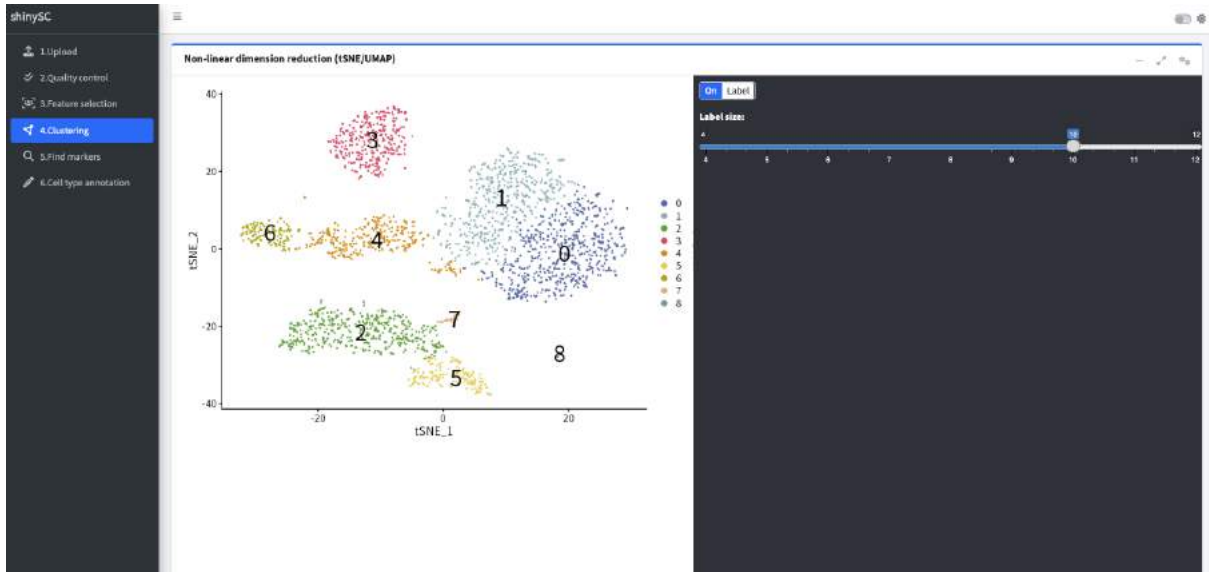 shinySC
1.Upload
2.Quality control
3.Feature selection
4.Clustering
5.Find markers
6.Cell type annotation
Non-linear dimension reduction (tSNE/UMAP)
On Label
Label size:
4 10 12
4 5 6 7 8 9 10 11 12
40
20
0
-20
-40
tSNE_2
3
1
6
4
0
2
7
8
5
-20 0 20
tSNE_1
0
1
2
3
4
5
6
7
8